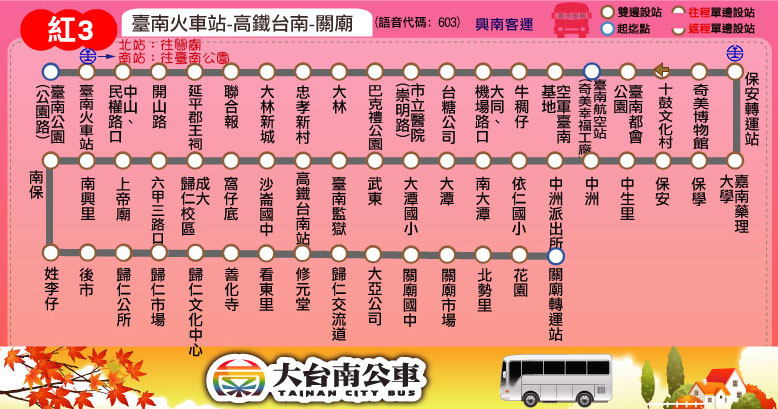 紅3
臺南火車站-高鐵台南-關廟
(語音代碼: 603)
興南客運
雙邊設站
往程單邊設站
起迄點
返程單邊設站
北站：往關廟
南站：往臺南公園
臺南公園(公園路)
臺南火車站
中山、民權路口
開山路
延平郡王祠
聯合報
大林新城
忠孝新村
大林
巴克禮公園
市立醫院(崇明路)
台糖公司
大同、機場路口
牛稠仔
空軍臺南基地
臺南航空站(奇美幸福工廠)
臺南都會公園
十鼓文化村
奇美博物館
保安轉運站
嘉南藥理大學
保學
保安
中生里
中洲
中洲派出所
依仁國小
南大潭
大潭
大潭國小
武東
臺南監獄
高鐵台南站
沙崙國中
窩仔底
成大歸仁校區
六甲三路口
上帝廟
南興里
南保
姓李仔
後市
歸仁公所
歸仁市場
歸仁文化中心
善化寺
看東里
修元堂
歸仁交流道
大亞公司
關廟國中
關廟市場
北勢里
花園
關廟轉運站
大台南公車
TAINAN CITY BUS